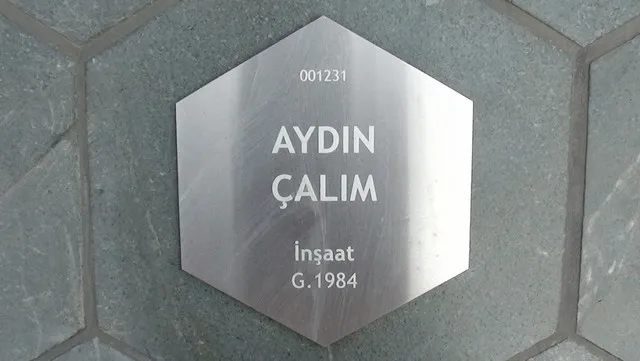 001231
AYDIN
ÇALIM
İnşaat
G.1984